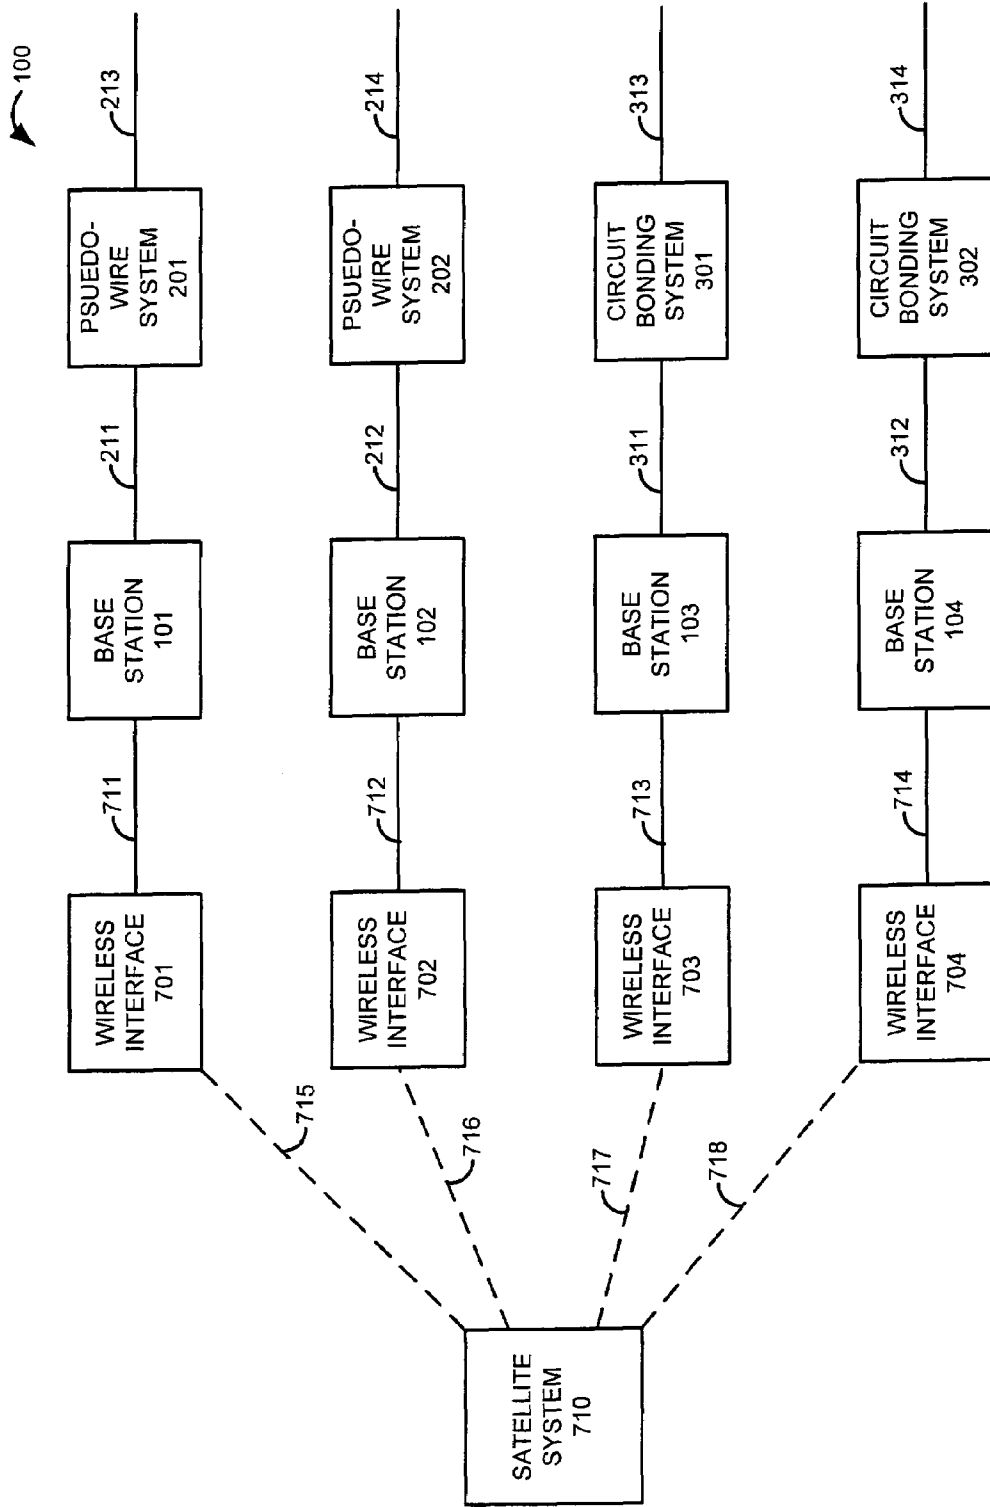 100
PSUEDO-
WIRE
SYSTEM
201
213
211
BASE
STATION
101
711
WIRELESS
INTERFACE
701
715
PSUEDO-
WIRE
SYSTEM
202
214
212
BASE
STATION
102
712
WIRELESS
INTERFACE
702
716
CIRCUIT
BONDING
SYSTEM
301
313
311
BASE
STATION
103
713
WIRELESS
INTERFACE
703
717
CIRCUIT
BONDING
SYSTEM
302
314
312
BASE
STATION
104
714
WIRELESS
INTERFACE
704
718
SATELLITE
SYSTEM
710